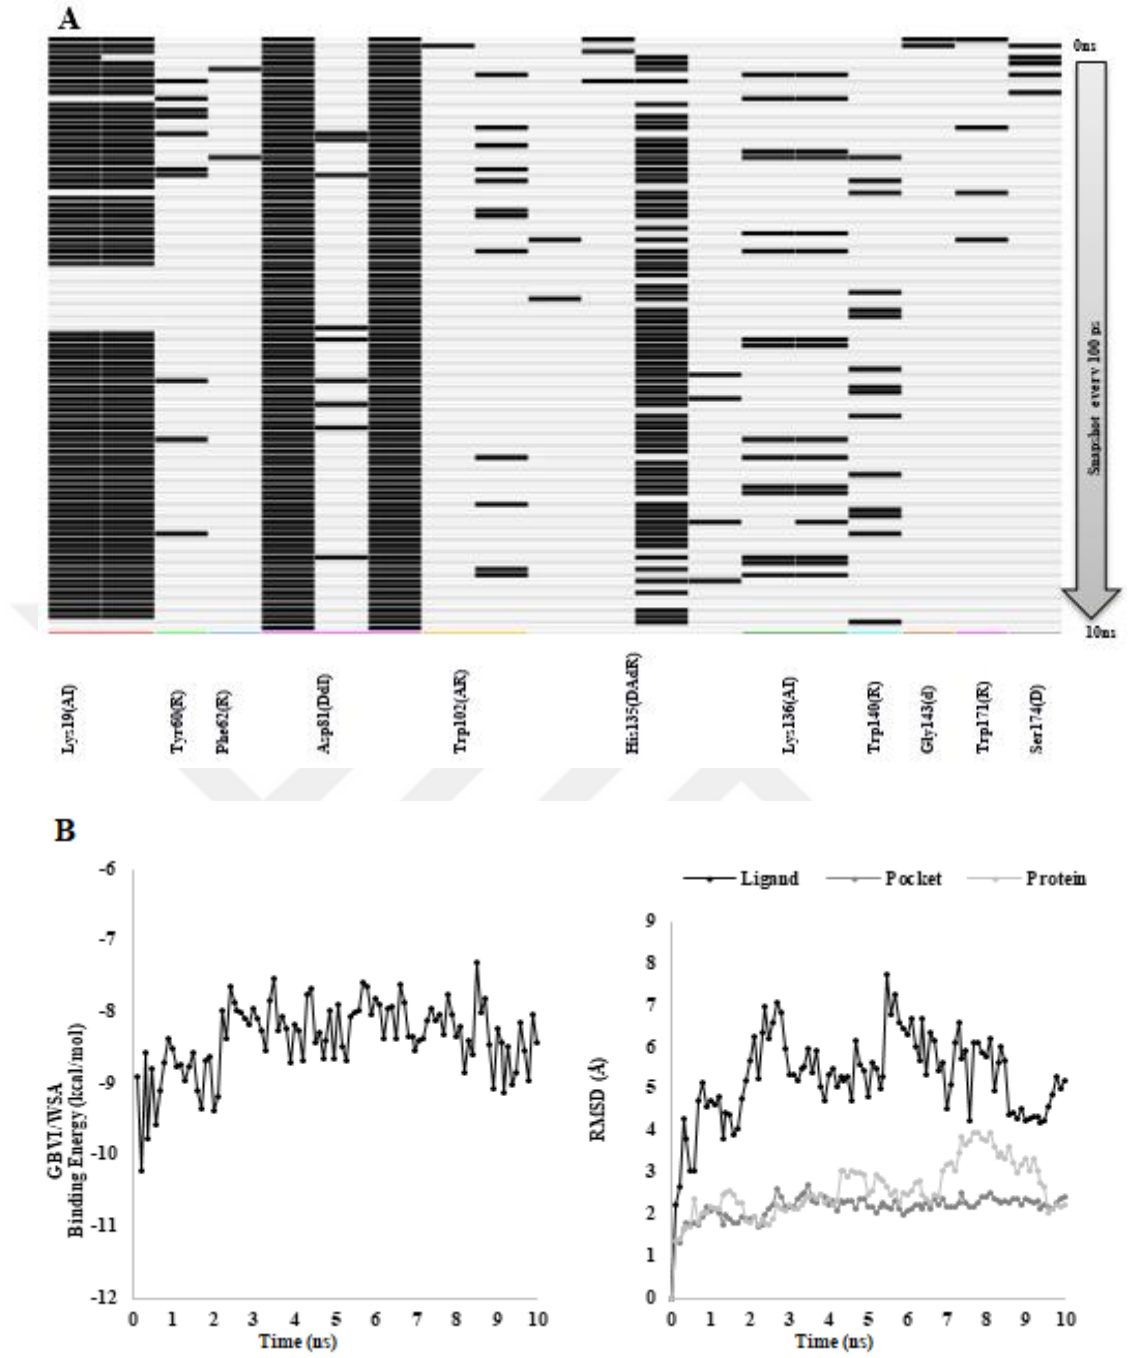 A
0ns
Snapshot every 100 ps
10ns
Lys19(AI)
Tyr60(R)
Phe62(R)
Asp81(DdI)
Trp102(AR)
His135(DAdR)
Lys136(AI)
Trp140(R)
Gly143(d)
Trp171(R)
Ser174(D)
B
GBVI/WSA
Binding Energy (kcal/mol)
-6
-7
-8
-9
-10
-11
-12
0 1 2 3 4 5 6 7 8 9 10
Time (ns)
Ligand Pocket Protein
RMSD (Å)
9
8
7
6
5
4
3
2
1
0
0 1 2 3 4 5 6 7 8 9 10
Time (ns)